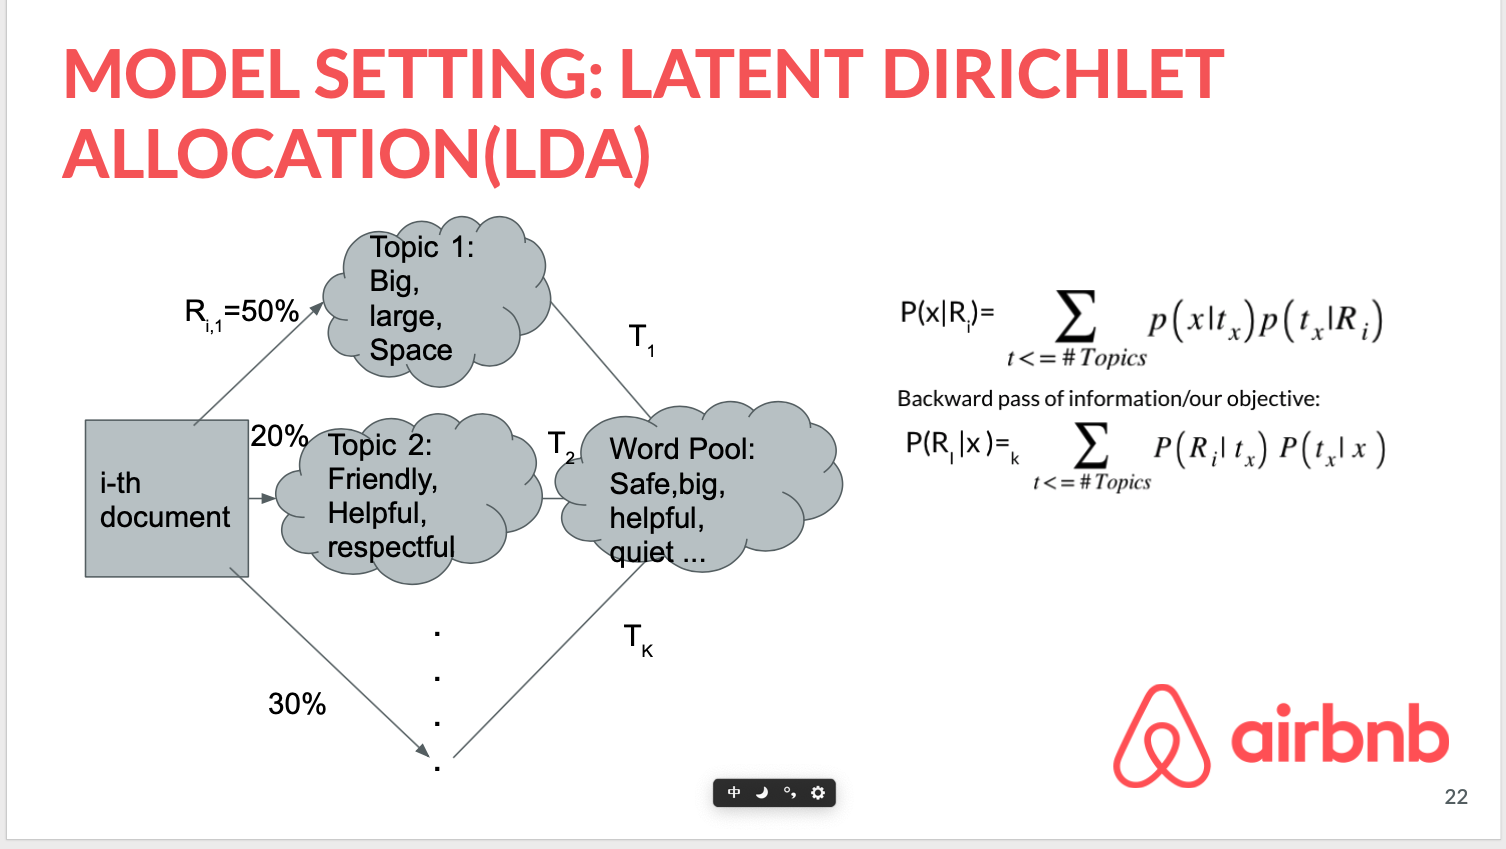 MODEL SETTING: LATENT DIRICHLET
ALLOCATION(LDA)
Topic 1:
Big,
large,
Space
R_{i,1}=50%
T_1
20%
Topic 2:
Friendly,
Helpful,
respectful
T_2
Word Pool:
Safe,big,
helpful,
quiet ...
i-th
document
.
.
.
.
30%
T_K
P(x|R_i)= ∑ p(x|t_x)p(t_x|R_i)
t<=#Topics
Backward pass of information/our objective:
P(R_I|x)=_k ∑ P(R_i|t_x) P(t_x|x)
t<=#Topics
airbnb
中 °,
22